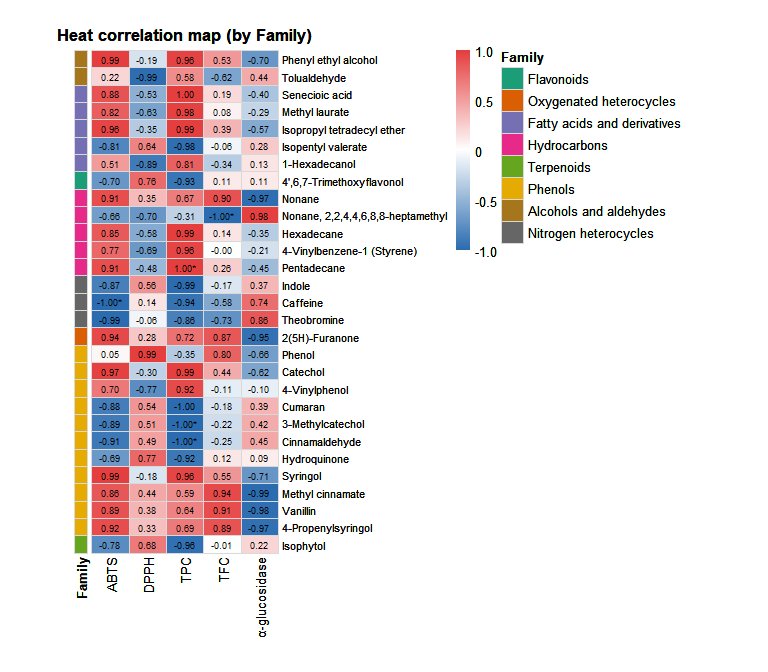 Heat correlation map (by Family)
0.99 -0.19 0.96 0.53 -0.70 Phenyl ethyl alcohol
0.22 -0.99 0.58 -0.62 0.44 Tolualdehyde
0.88 -0.53 1.00 0.19 -0.40 Senecioic acid
0.82 -0.63 0.98 0.08 -0.29 Methyl laurate
0.96 -0.35 0.99 0.39 -0.57 Isopropyl tetradecyl ether
-0.81 0.64 -0.98 -0.06 0.28 Isopentyl valerate
0.51 -0.89 0.81 -0.34 0.13 1-Hexadecanol
-0.70 0.76 -0.93 0.11 0.11 4',6,7-Trimethoxyflavonol
0.91 0.35 0.67 0.90 -0.97 Nonane
-0.66 -0.70 -0.31 -1.00* 0.98 Nonane, 2,2,4,4,6,8,8-heptamethyl
0.85 -0.58 0.99 0.14 -0.35 Hexadecane
0.77 -0.69 0.96 -0.00 -0.21 4-Vinylbenzene-1 (Styrene)
0.91 -0.48 1.00* 0.26 -0.45 Pentadecane
-0.87 0.56 -0.99 -0.17 0.37 Indole
-1.00* 0.14 -0.94 -0.58 0.74 Caffeine
-0.99 -0.06 -0.86 -0.73 0.86 Theobromine
0.94 0.28 0.72 0.87 -0.95 2(5H)-Furanone
0.05 0.99 -0.35 0.80 -0.66 Phenol
0.97 -0.30 0.99 0.44 -0.62 Catechol
0.70 -0.77 0.92 -0.11 -0.10 4-Vinylphenol
-0.88 0.54 -1.00 -0.18 0.39 Cumaran
-0.89 0.51 -1.00* -0.22 0.42 3-Methylcatechol
-0.91 0.49 -1.00* -0.25 0.45 Cinnamaldehyde
-0.69 0.77 -0.92 0.12 0.09 Hydroquinone
0.99 -0.18 0.96 0.55 -0.71 Syringol
0.86 0.44 0.59 0.94 -0.99 Methyl cinnamate
0.89 0.38 0.64 0.91 -0.98 Vanillin
0.92 0.33 0.69 0.89 -0.97 4-Propenylsyringol
-0.78 0.68 -0.96 -0.01 0.22 Isophytol
Family
ABTS
DPPH
TPC
TFC
α-glucosidase
1.0
0.5
0
-0.5
-1.0
Family
Flavonoids
Oxygenated heterocycles
Fatty acids and derivatives
Hydrocarbons
Terpenoids
Phenols
Alcohols and aldehydes
Nitrogen heterocycles